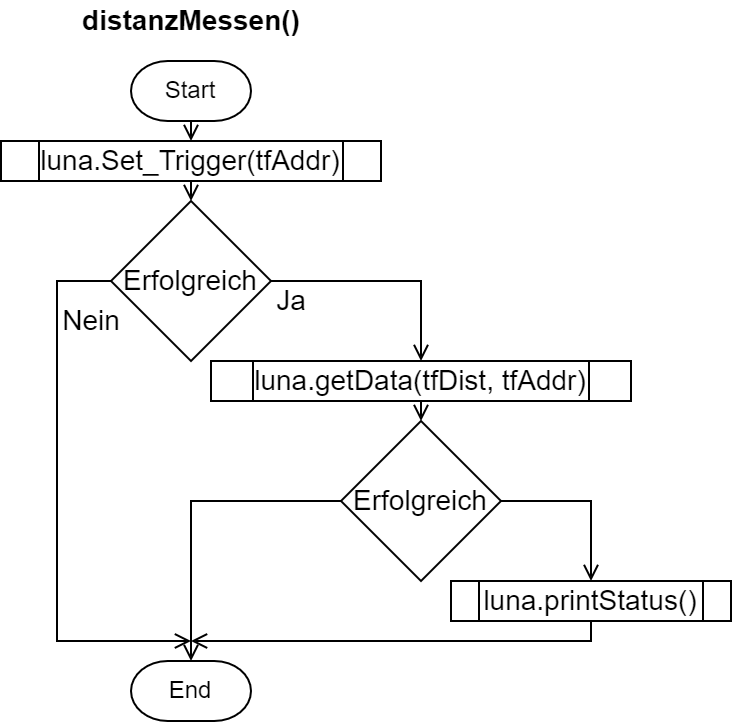 distanzMessen()
Start
luna.Set_Trigger(tfAddr)
Erfolgreich
Nein
Ja
luna.getData(tfDist, tfAddr)
Erfolgreich
luna.printStatus()
End